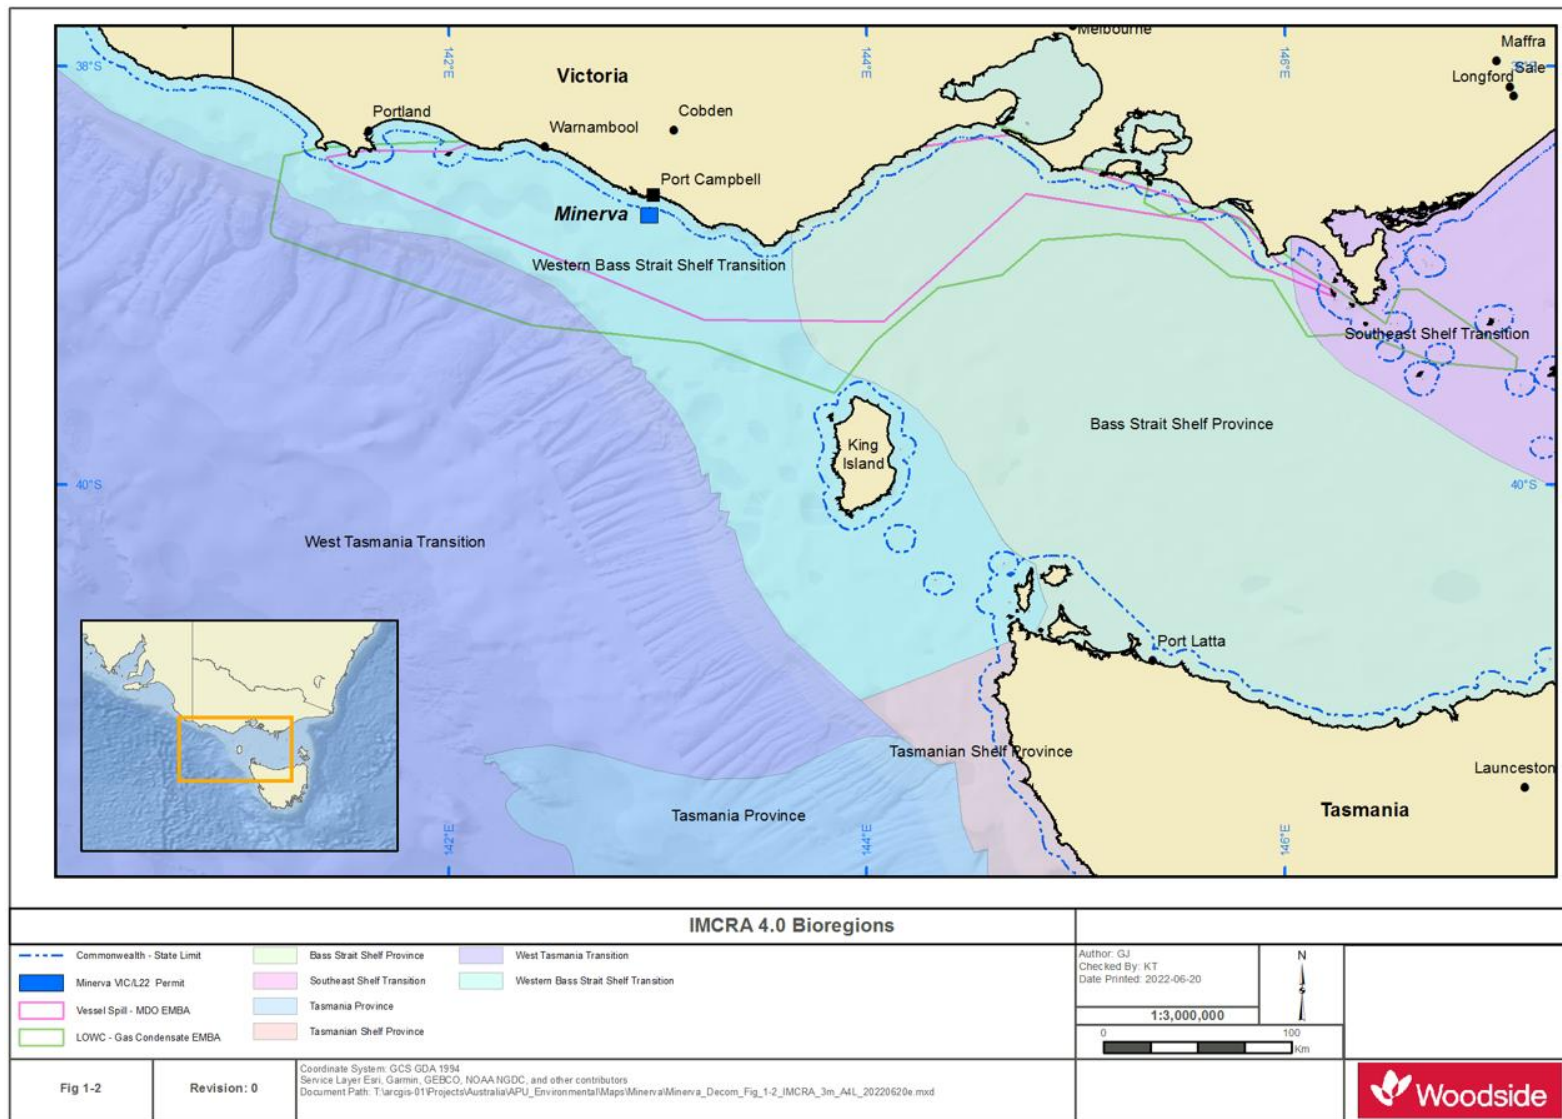 Melbourne
Maffra
38°S
142°E
144°E
146°E
Longford
Sale
Victoria
Portland
Cobden
Warnambool
Port Campbell
Minerva
Western Bass Strait Shelf Transition
Southeast Shelf Transition
Bass Strait Shelf Province
King
Island
40°S
40°S
West Tasmania Transition
Port Latta
Tasmanian Shelf Province
Launceston
Tasmania Province
Tasmania
142°E
144°E
146°E
IMCRA 4.0 Bioregions
Commonwealth - State Limit
Minerva VIC/L22 Permit
Vessel Spill - MDO EMBA
LOWC - Gas Condensate EMBA
Bass Strait Shelf Province
Southeast Shelf Transition
Tasmania Province
Tasmanian Shelf Province
West Tasmania Transition
Western Bass Strait Shelf Transition
Author: GJ
Checked By: KT
Date Printed: 2022-06-20
1:3,000,000
0 100
Km
N
Fig 1-2
Revision: 0
Coordinate System: GCS GDA 1994
Service Layer Esri, Garmin, GEBCO, NOAA NGDC, and other contributors
Document Path: T:\arcgis-01\Projects\Australia\APU_Environmental\Maps\Minerva\Minerva_Decom_Fig_1-2_IMCRA_3m_A4L_20220620e.mxd
Woodside